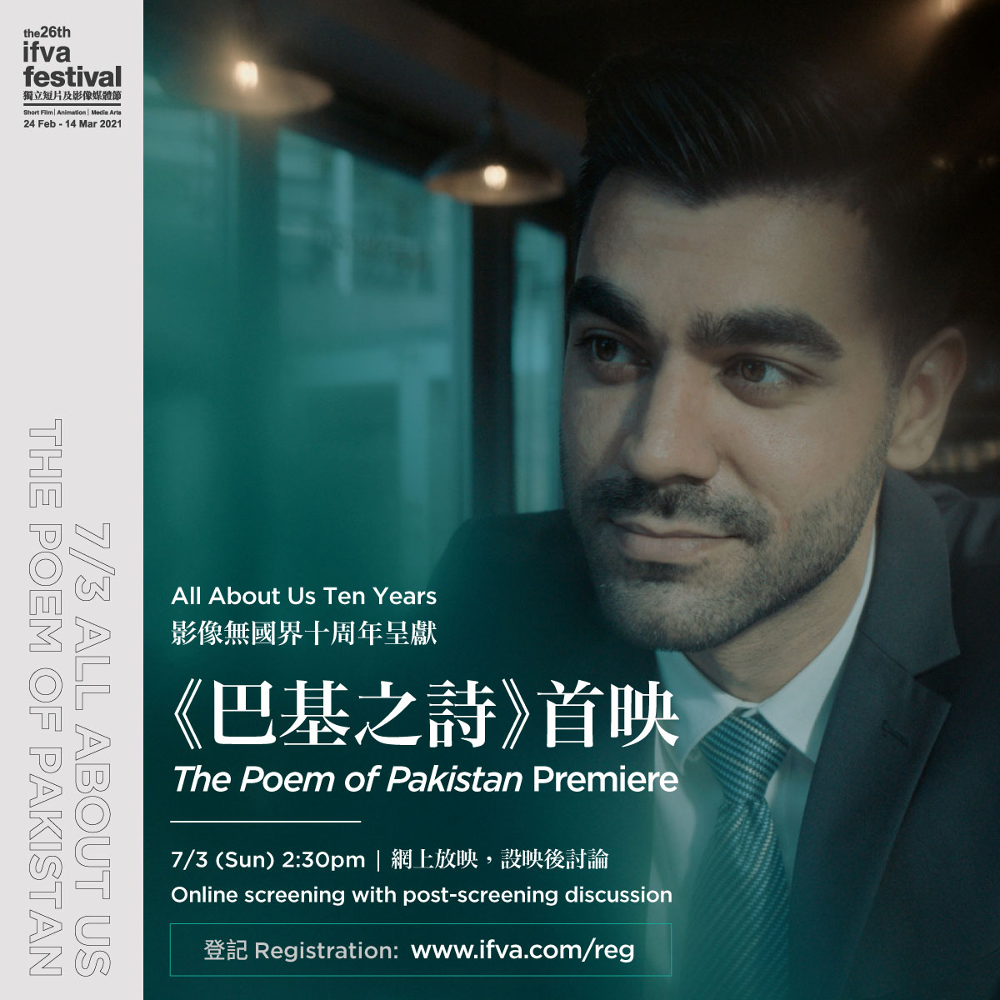 the26th
ifva
festival
獨立短片及影像媒體節
Short Film | Animation | Media Arts
24 Feb - 14 Mar 2021
7/3 ALL ABOUT US
THE POEM OF PAKISTAN
All About Us Ten Years
影像無國界十周年呈獻
《巴基之詩》首映
The Poem of Pakistan Premiere
7/3 (Sun) 2:30pm | 網上放映，設映後討論
Online screening with post-screening discussion
登記 Registration: www.ifva.com/reg